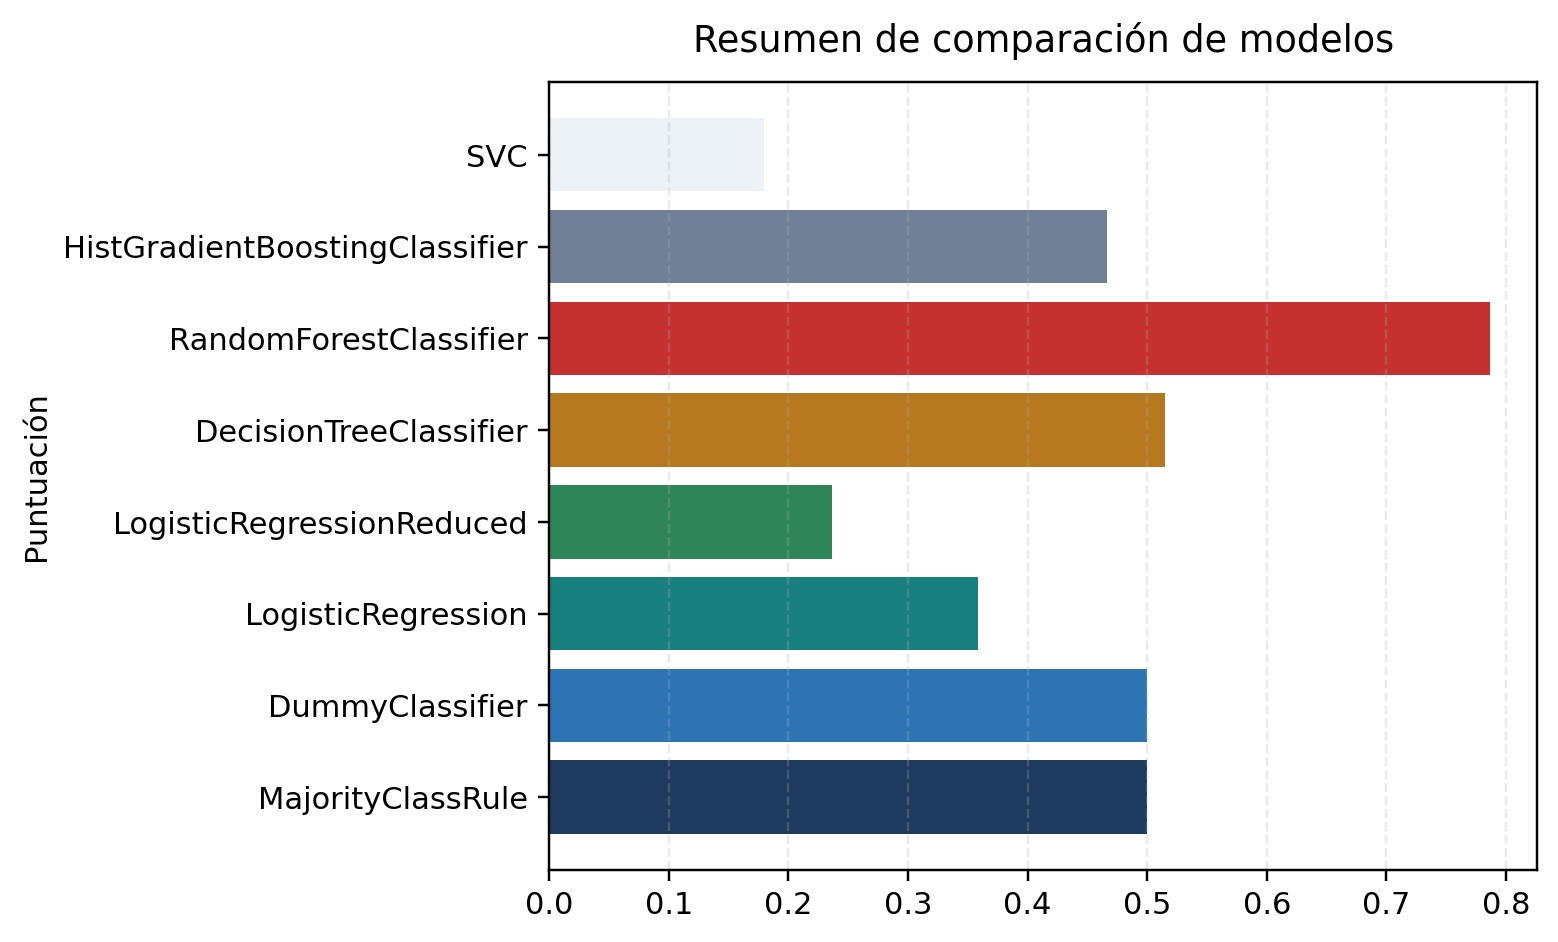 Resumen de comparación de modelos
SVC
HistGradientBoostingClassifier
RandomForestClassifier
DecisionTreeClassifier
LogisticRegressionReduced
LogisticRegression
DummyClassifier
MajorityClassRule
Puntuación
0.0 0.1 0.2 0.3 0.4 0.5 0.6 0.7 0.8